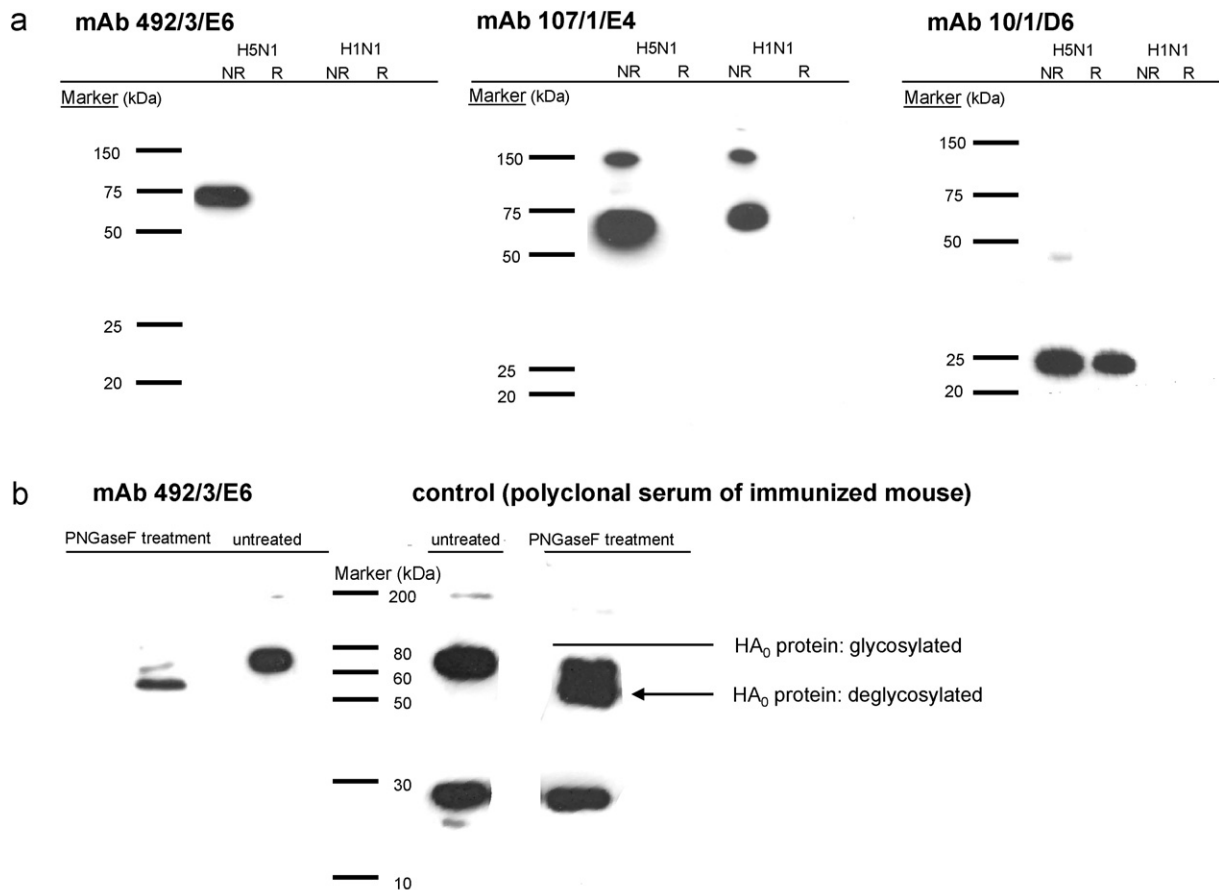 a
mAb 492/3/E6
mAb 107/1/E4
mAb 10/1/D6
H5N1 H1N1
NR R NR R
Marker (kDa)
150
75
50
25
20
H5N1 H1N1
NR R NR R
Marker (kDa)
150
75
50
25
20
H5N1 H1N1
NR R NR R
Marker (kDa)
150
75
50
25
20
b
mAb 492/3/E6
control (polyclonal serum of immunized mouse)
PNGaseF treatment untreated
untreated PNGaseF treatment
Marker (kDa)
200
80
60
50
30
10
HA0 protein: glycosylated
HA0 protein: deglycosylated